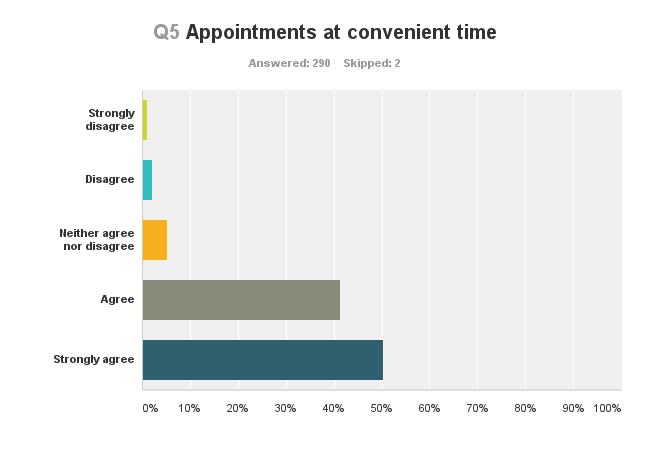 Q5 Appointments at convenient time
Answered: 290 Skipped: 2
Strongly
disagree
Disagree
Neither agree
nor disagree
Agree
Strongly agree
0% 10% 20% 30% 40% 50% 60% 70% 80% 90% 100%